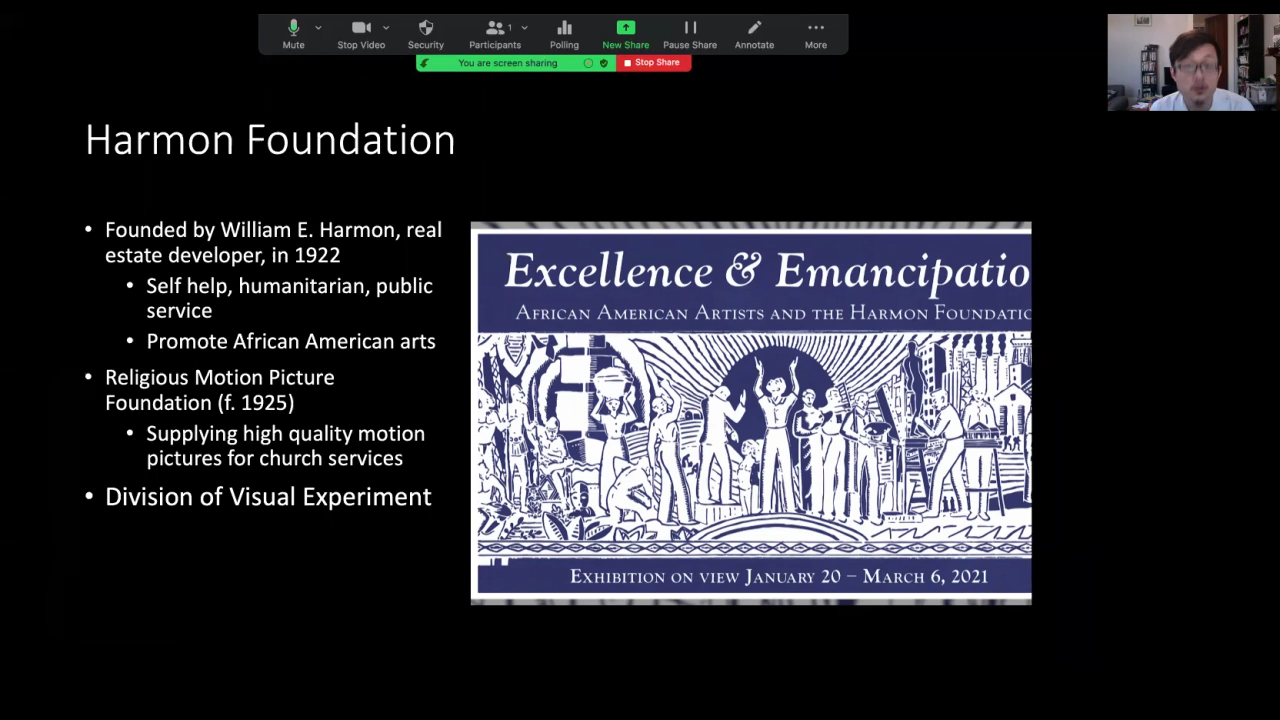 Mute
Stop Video
Security
Participants
1
Polling
New Share
Pause Share
Annotate
More
You are screen sharing
Stop Share
Harmon Foundation
• Founded by William E. Harmon, real
estate developer, in 1922
• Self help, humanitarian, public
service
• Promote African American arts
• Religious Motion Picture
Foundation (f. 1925)
• Supplying high quality motion
pictures for church services
• Division of Visual Experiment
Excellence & Emancipatio
African American Artists and the Harmon Foundatio
Exhibition on view January 20 – March 6, 2021